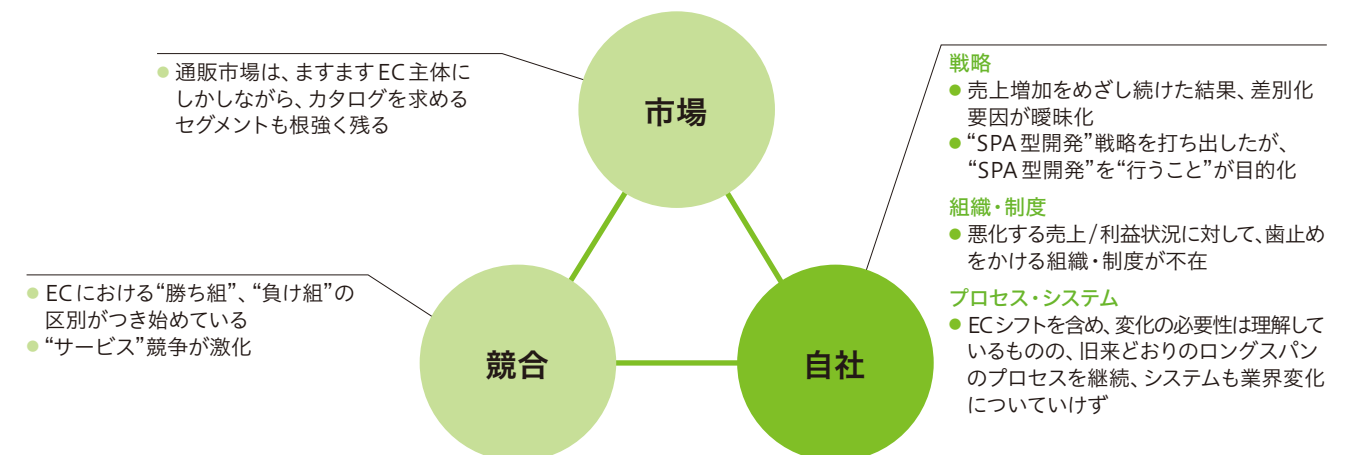 ● 通販市場は、ますますEC主体に
しかしながら、カタログを求める
セグメントも根強く残る
市場
戦略
● 売上増加をめざし続けた結果、差別化
要因が曖昧化
● “SPA型開発”戦略を打ち出したが、
“SPA型開発”を“行うこと”が目的化
組織・制度
● 悪化する売上/利益状況に対して、歯止め
をかける組織・制度が不在
プロセス・システム
● ECシフトを含め、変化の必要性は理解して
いるものの、旧来どおりのロングスパン
のプロセスを継続、システムも業界変化
についていけず
● ECにおける“勝ち組”、“負け組”の
区別がつき始めている
● “サービス”競争が激化
競合
自社